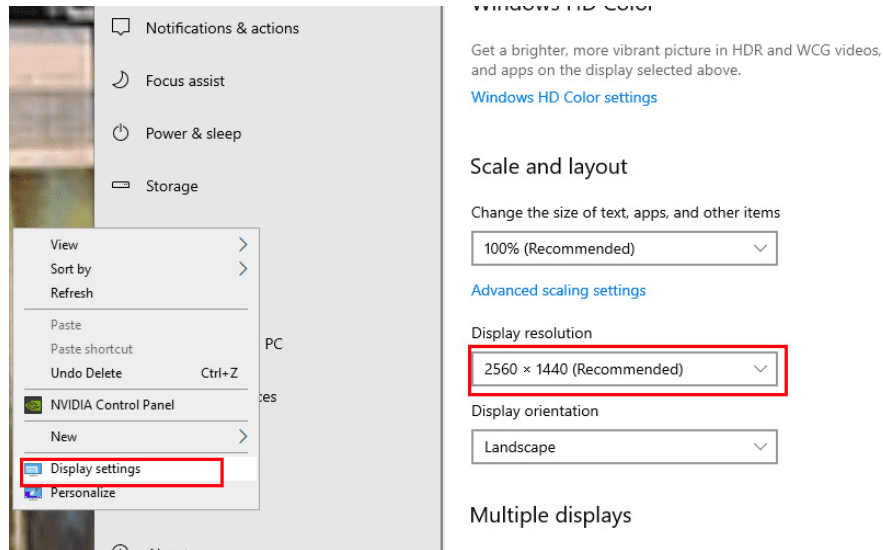 Notifications & actions
Focus assist
Power & sleep
Storage
View
Sort by
Refresh
Paste
Paste shortcut
Undo Delete Ctrl+Z
NVIDIA Control Panel
New
Display settings
Personalize
PC
Windows HD Color
Get a brighter, more vibrant picture in HDR and WCG videos,
and apps on the display selected above.
Windows HD Color settings
Scale and layout
Change the size of text, apps, and other items
100% (Recommended)
Advanced scaling settings
Display resolution
2560 × 1440 (Recommended)
Display orientation
Landscape
Multiple displays